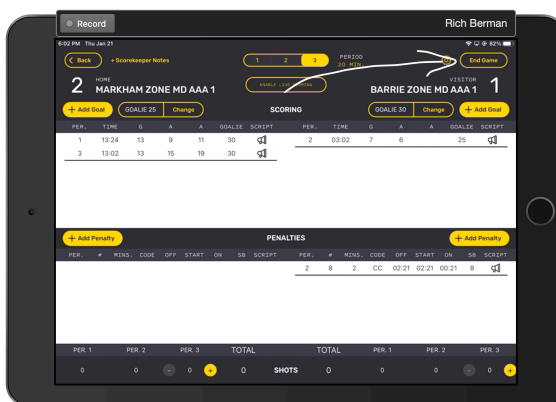 Record
Rich Berman
6:02 PM Thu Jan 21
82%
Back
+ Scorekeeper Notes
1 2 3
PERIOD
20 MIN
End Game
2
HOME
MARKHAM ZONE MD AAA 1
ENABLE LIVE SCORING
VISITOR
BARRIE ZONE MD AAA 1
1
+ Add Goal
GOALIE 25 Change
SCORING
GOALIE 30 Change
+ Add Goal
PER. TIME G A A GOALIE SCRIPT
1 13:24 13 9 11 30
3 13:02 13 15 19 30
PER. TIME G A A GOALIE SCRIPT
2 03:02 7 6 25
+ Add Penalty
PENALTIES
+ Add Penalty
PER. # MINS. CODE OFF START ON SB SCRIPT
PER. # MINS. CODE OFF START ON SB SCRIPT
2 8 2 CC 02:21 02:21 00:21 8
PER. 1 PER. 2 PER. 3 TOTAL
TOTAL PER. 1 PER. 2 PER. 3
0 0 - 0 + 0 SHOTS 0 0 0 - 0 +